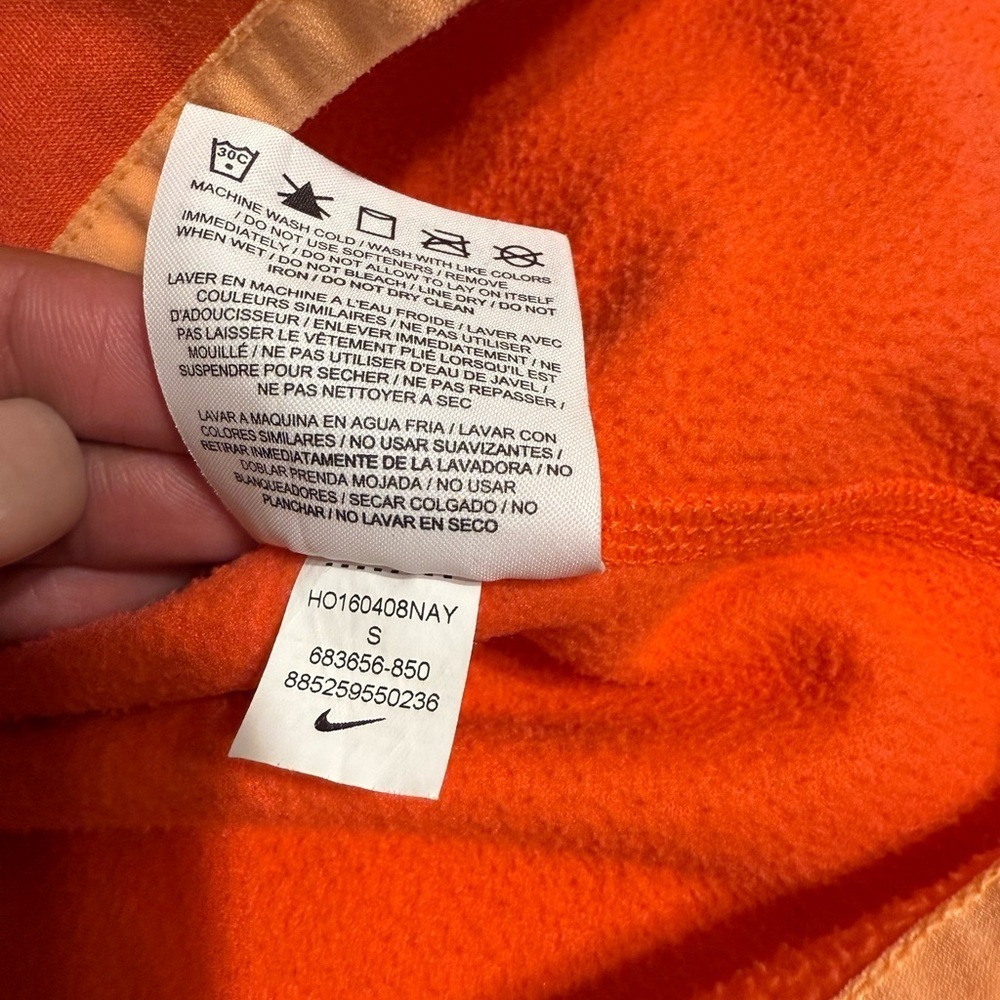 30C
MACHINE WASH COLD / WASH WITH LIKE COLORS
/ DO NOT USE SOFTENERS / REMOVE
IMMEDIATELY / DO NOT ALLOW TO LAY ON ITSELF
WHEN WET / DO NOT BLEACH / LINE DRY / DO NOT
IRON / DO NOT DRY CLEAN
LAVER EN MACHINE A L'EAU FROIDE / LAVER AVEC
COULEURS SIMILAIRES / NE PAS UTILISER
D'ADOUCISSEUR / ENLEVER IMMEDIATEMENT / NE
PAS LAISSER LE VÊTEMENT PLIÉ LORSQU'IL EST
MOUILLÉ / NE PAS UTILISER D'EAU DE JAVEL /
SUSPENDRE POUR SECHER / NE PAS REPASSER /
NE PAS NETTOYER A SEC
LAVAR A MAQUINA EN AGUA FRIA / LAVAR CON
COLORES SIMILARES / NO USAR SUAVIZANTES /
RETIRAR INMEDIATAMENTE DE LA LAVADORA / NO
DOBLAR PRENDA MOJADA / NO USAR
BLANQUEADORES / SECAR COLGADO / NO
PLANCHAR / NO LAVAR EN SECO
HO160408NAY
S
683656-850
885259550236